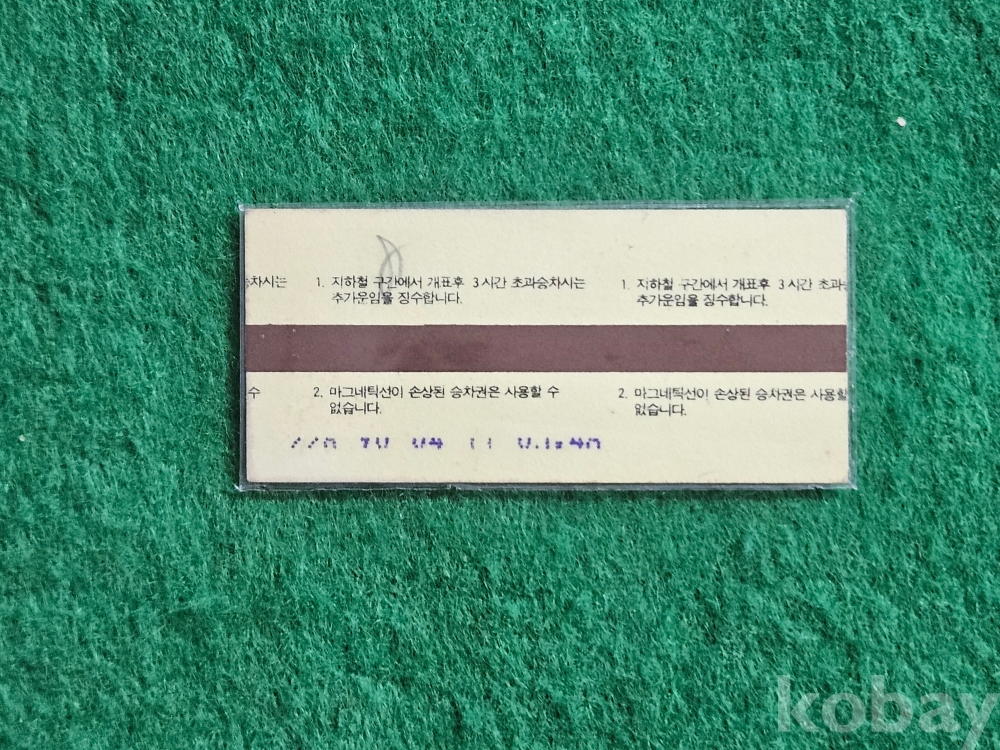 차시는 1. 지하철 구간에서 개표후 3시간 초과승차시는 1. 지하철 구간에서 개표후 3시간 초과
추가운임을 징수합니다. 추가운임을 징수합니다.
수 2. 마그네틱선이 손상된 승차권은 사용할 수 2. 마그네틱선이 손상된 승차권은 사용할
없습니다. 없습니다.
04
kobay